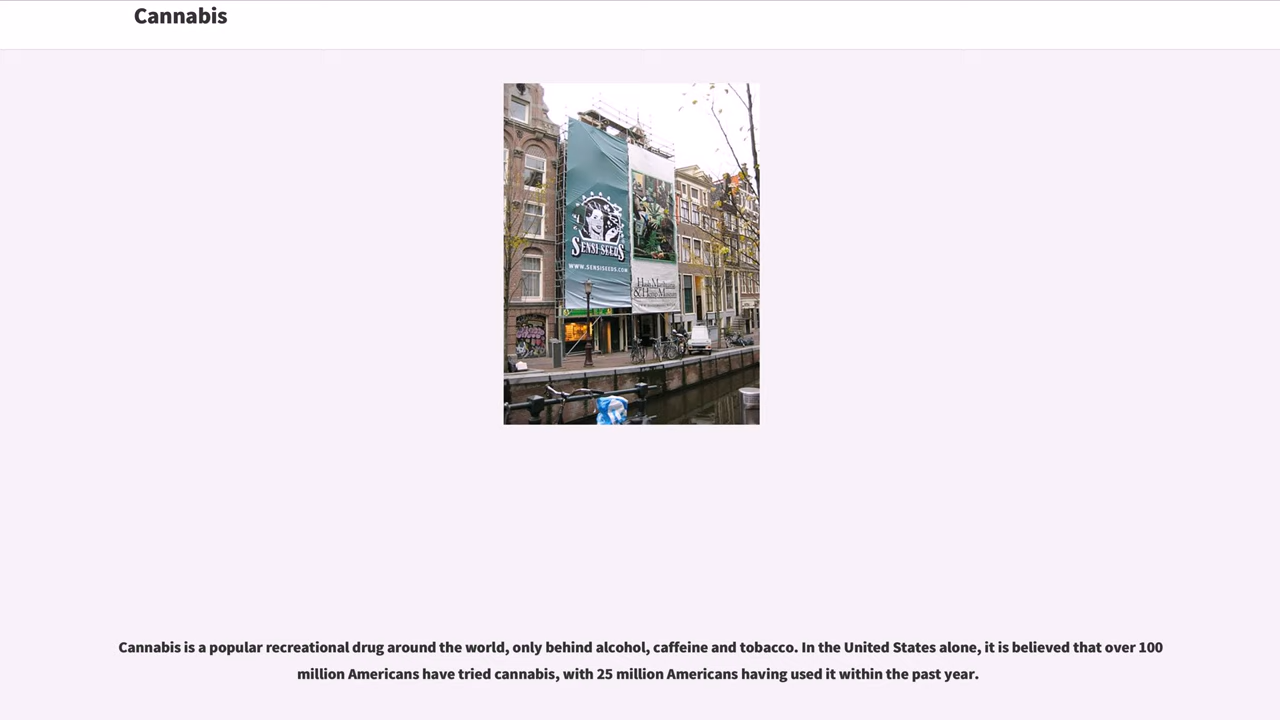 Cannabis
SENSI SEEDS
WWW.SENSISEEDS.COM
& Hemp Museum
Cannabis is a popular recreational drug around the world, only behind alcohol, caffeine and tobacco. In the United States alone, it is believed that over 100
million Americans have tried cannabis, with 25 million Americans having used it within the past year.